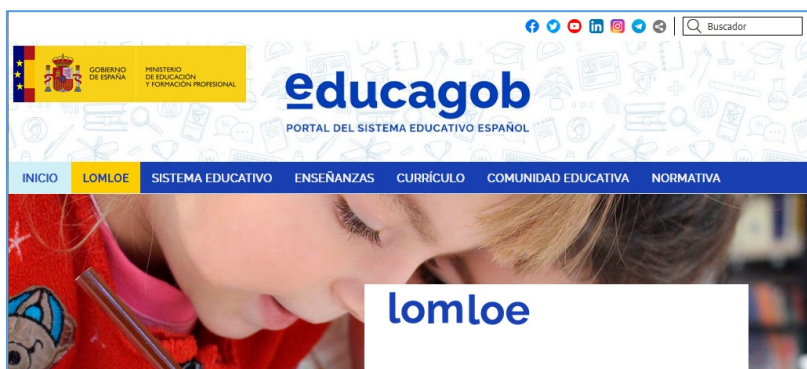 Buscador
GOBIERNO
DE ESPAÑA
MINISTERIO
DE EDUCACIÓN
Y FORMACIÓN PROFESIONAL
educagob
PORTAL DEL SISTEMA EDUCATIVO ESPAÑOL
INICIO LOMLOE SISTEMA EDUCATIVO ENSEÑANZAS CURRÍCULO COMUNIDAD EDUCATIVA NORMATIVA
lomloe